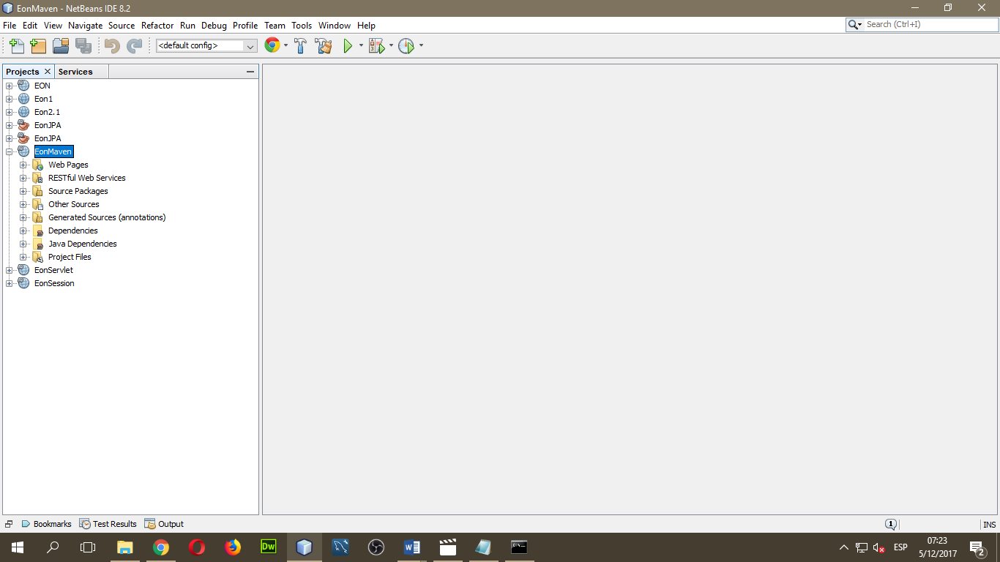 EonMaven - NetBeans IDE 8.2
File Edit View Navigate Source Refactor Run Debug Profile Team Tools Window Help
Search (Ctrl+I)
<default config>
Projects Services
EON
Eon1
Eon2.1
EonJPA
EonJPA
EonMaven
Web Pages
RESTful Web Services
Source Packages
Other Sources
Generated Sources (annotations)
Dependencies
Java Dependencies
Project Files
EonServlet
EonSession
Bookmarks Test Results Output
1
INS
Dw
ESP
07:23
5/12/2017
2